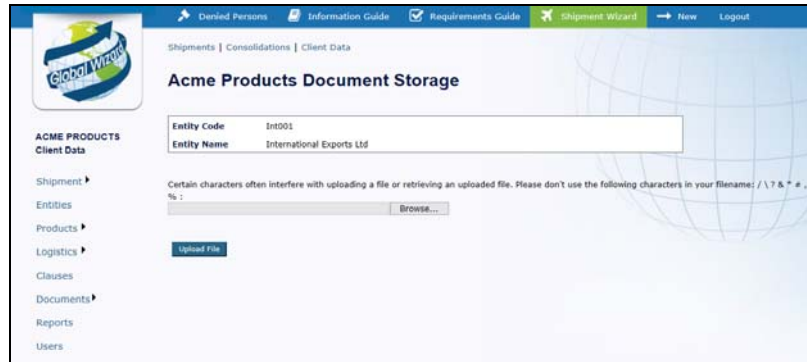 Denied Persons Information Guide Requirements Guide Shipment Wizard New Logout
Global Wizard
Shipments | Consolidations | Client Data
Acme Products Document Storage
Entity Code Int001
Entity Name International Exports Ltd
ACME PRODUCTS
Client Data
Shipment
Entities
Products
Logistics
Clauses
Documents
Reports
Users
Certain characters often interfere with uploading a file or retrieving an uploaded file. Please don't use the following characters in your filename: / \ ? & * # ,
% :
Browse...
Upload File